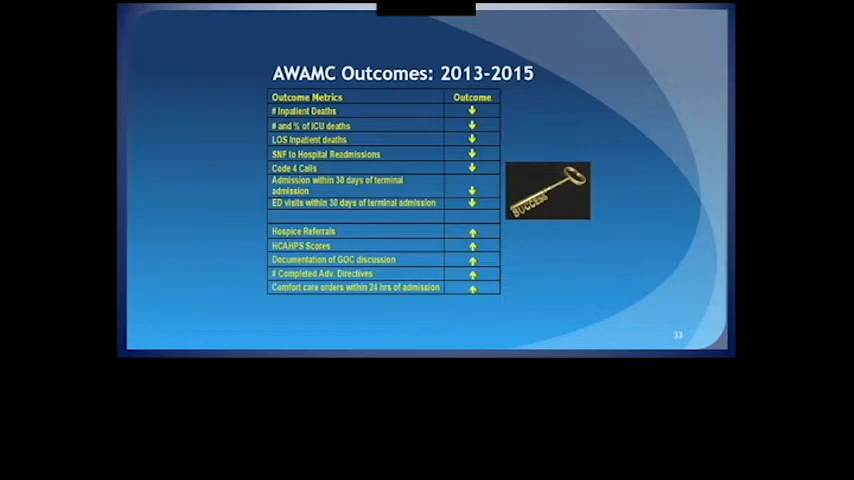 AWAMC Outcomes: 2013-2015
Outcome Metrics Outcome
# Inpatient Deaths ↓
# and % of ICU deaths ↓
LOS Inpatient deaths ↓
SNF to Hospital Readmissions ↓
Code 4 Calls ↓
Admission within 30 days of terminal
admission ↓
ED visits within 30 days of terminal admission ↓
Hospice Referrals ↑
HCAHPS Scores ↑
Documentation of GOC discussion ↑
# Completed Adv. Directives ↑
Comfort care orders within 24 hrs of admission ↑
SUCCESS
33